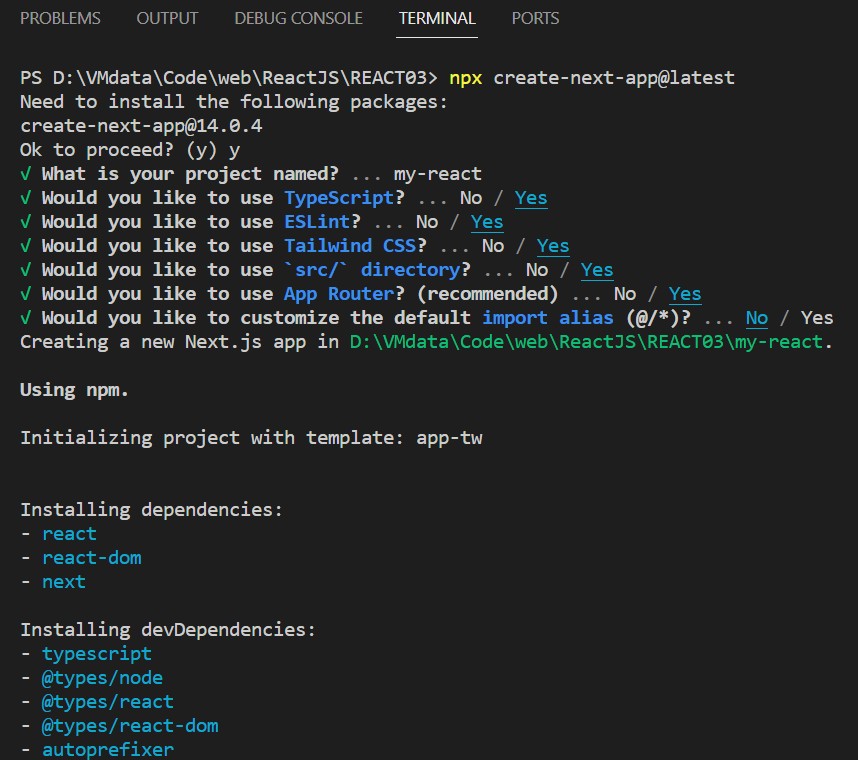 PROBLEMS OUTPUT DEBUG CONSOLE TERMINAL PORTS
PS D:\VMdata\Code\web\ReactJS\REACT03> npx create-next-app@latest
Need to install the following packages:
create-next-app@14.0.4
Ok to proceed? (y) y
√ What is your project named? ... my-react
√ Would you like to use TypeScript? ... No / Yes
√ Would you like to use ESLint? ... No / Yes
√ Would you like to use Tailwind CSS? ... No / Yes
√ Would you like to use `src/` directory? ... No / Yes
√ Would you like to use App Router? (recommended) ... No / Yes
√ Would you like to customize the default import alias (@/*)? ... No / Yes
Creating a new Next.js app in D:\VMdata\Code\web\ReactJS\REACT03\my-react.
Using npm.
Initializing project with template: app-tw
Installing dependencies:
- react
- react-dom
- next
Installing devDependencies:
- typescript
- @types/node
- @types/react
- @types/react-dom
- autoprefixer